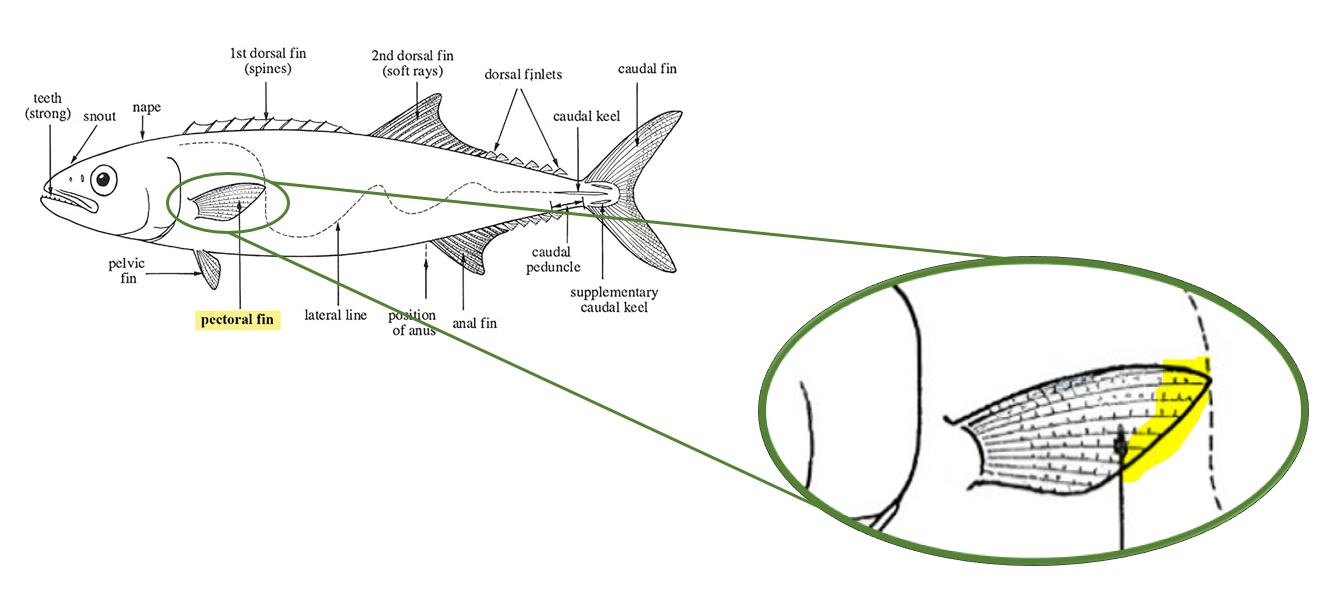 1st dorsal fin
(spines)
2nd dorsal fin
(soft rays)
dorsal finlets
caudal fin
teeth
(strong)
snout
nape
caudal keel
pelvic
fin
pectoral fin
lateral line
position
of anus
anal fin
caudal
peduncle
supplementary
caudal keel